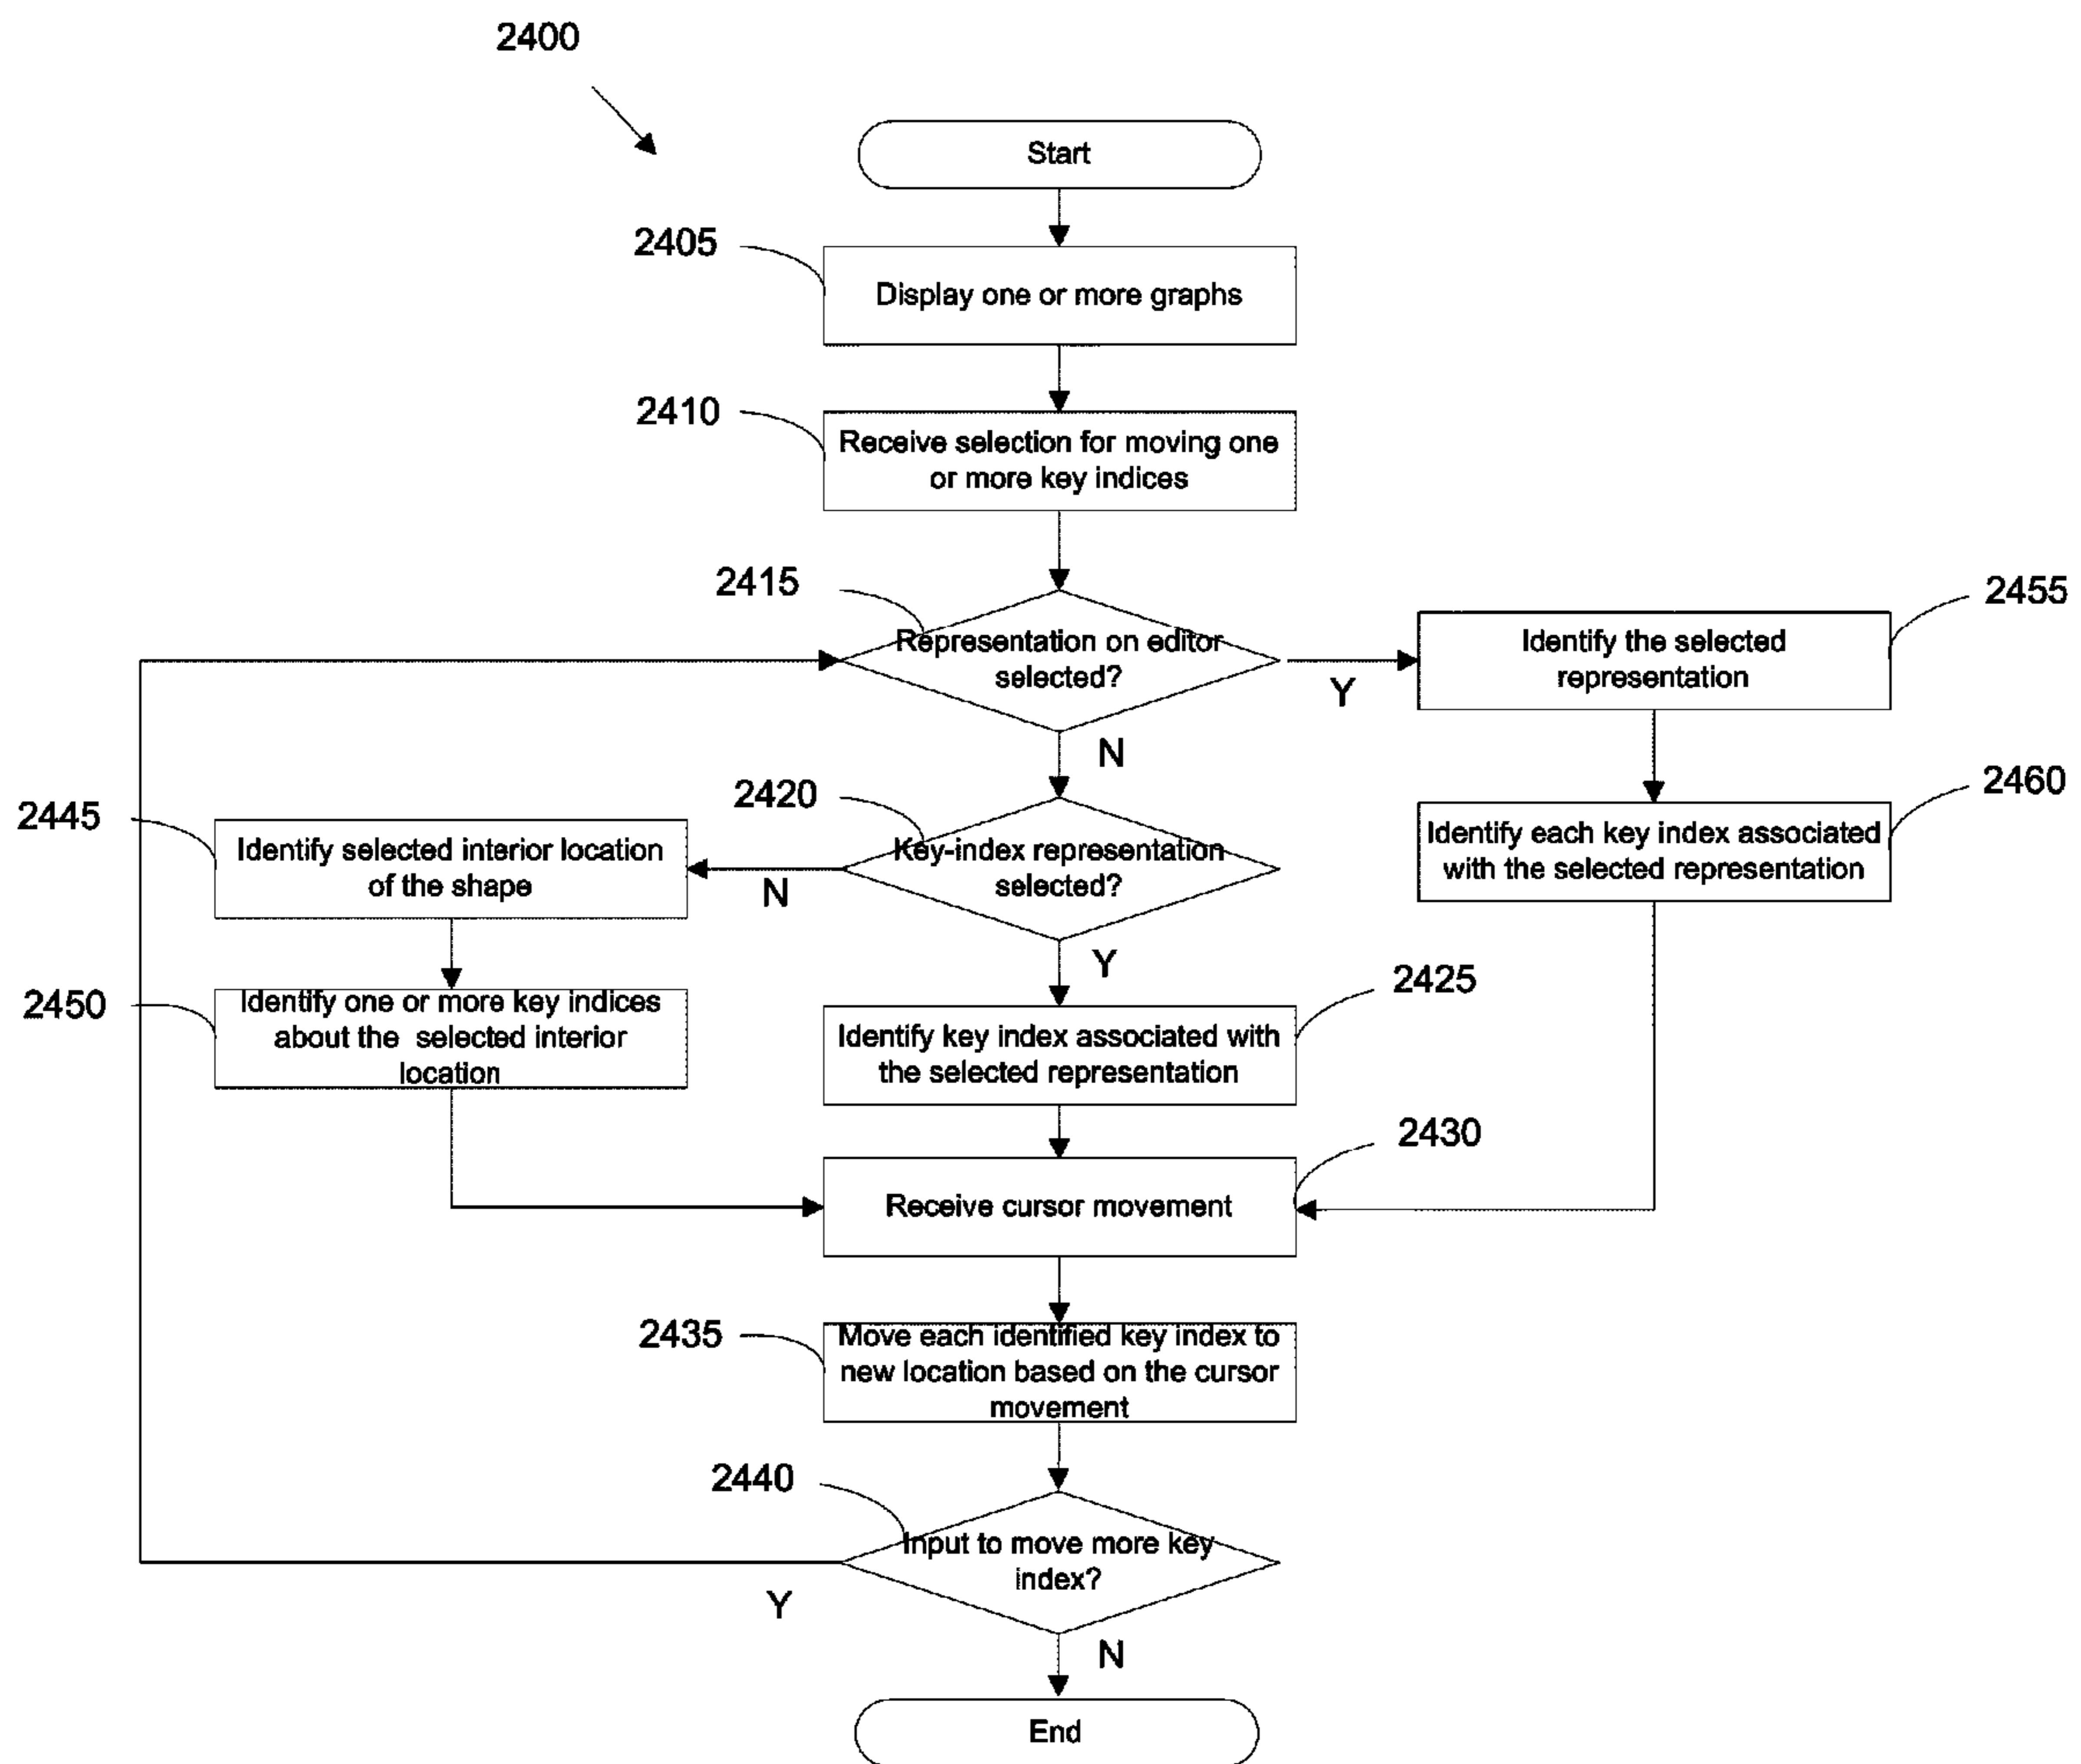 2400
Start
2405
Display one or more graphs
2410
Receive selection for moving one
or more key indices
2415
Representation on editor
selected?
Y
N
2455
Identify the selected
representation
2460
Identify each key index associated
with the selected representation
2420
Key-index representation
selected?
N
Y
2445
Identify selected interior location
of the shape
2450
Identify one or more key indices
about the selected interior
location
2425
Identify key index associated with
the selected representation
2430
Receive cursor movement
2435
Move each identified key index to
new location based on the cursor
movement
2440
Input to move more key
index?
Y
N
End